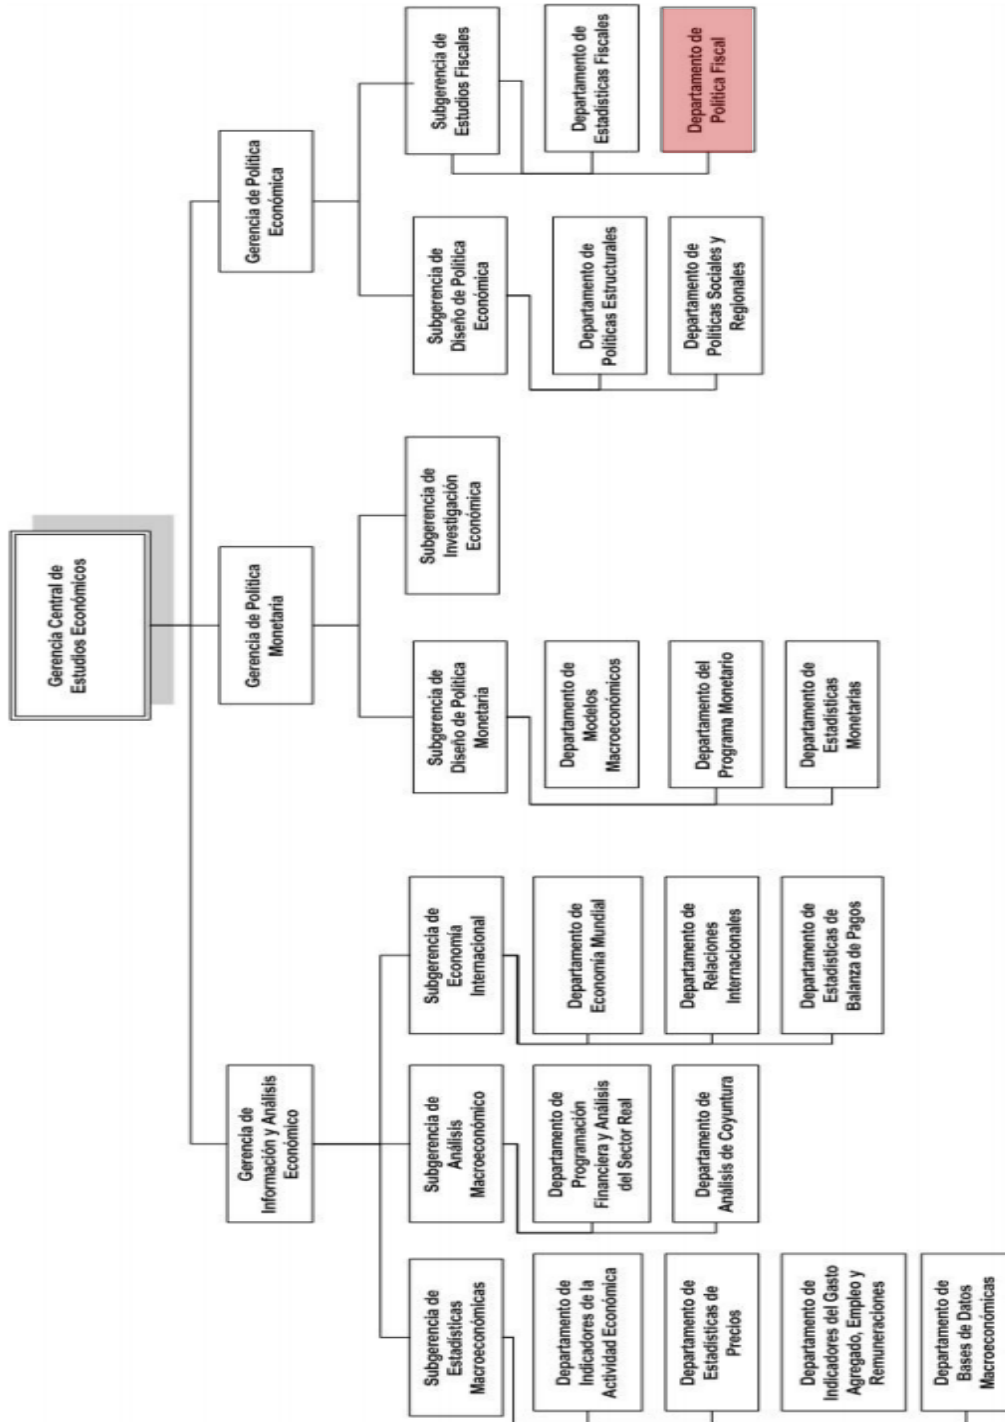 Gerencia Central de
Estudios Económicos
Gerencia de
Información y Análisis
Económico
Gerencia de Política
Monetaria
Gerencia de Política
Económica
Subgerencia de
Estadísticas
Macroeconómicas
Subgerencia de
Análisis
Macroeconómico
Subgerencia de
Economía
Internacional
Subgerencia de
Diseño de Política
Monetaria
Subgerencia de
Investigación
Económica
Subgerencia de
Diseño de Política
Económica
Subgerencia de
Estudios Fiscales
Departamento de
Indicadores de la
Actividad Económica
Departamento de
Programación
Financiera y Análisis
del Sector Real
Departamento de
Economía Mundial
Departamento de
Modelos
Macroeconómicos
Departamento de
Políticas Estructurales
Departamento de
Estadísticas Fiscales
Departamento de
Estadísticas de
Precios
Departamento de
Análisis de Coyuntura
Departamento de
Relaciones
Internacionales
Departamento del
Programa Monetario
Departamento de
Políticas Sociales y
Regionales
Departamento de
Política Fiscal
Departamento de
Indicadores del Gasto
Agregado, Empleo y
Remuneraciones
Departamento de
Estadísticas de
Balanza de Pagos
Departamento de
Estadísticas
Monetarias
Departamento de
Bases de Datos
Macroeconómicas